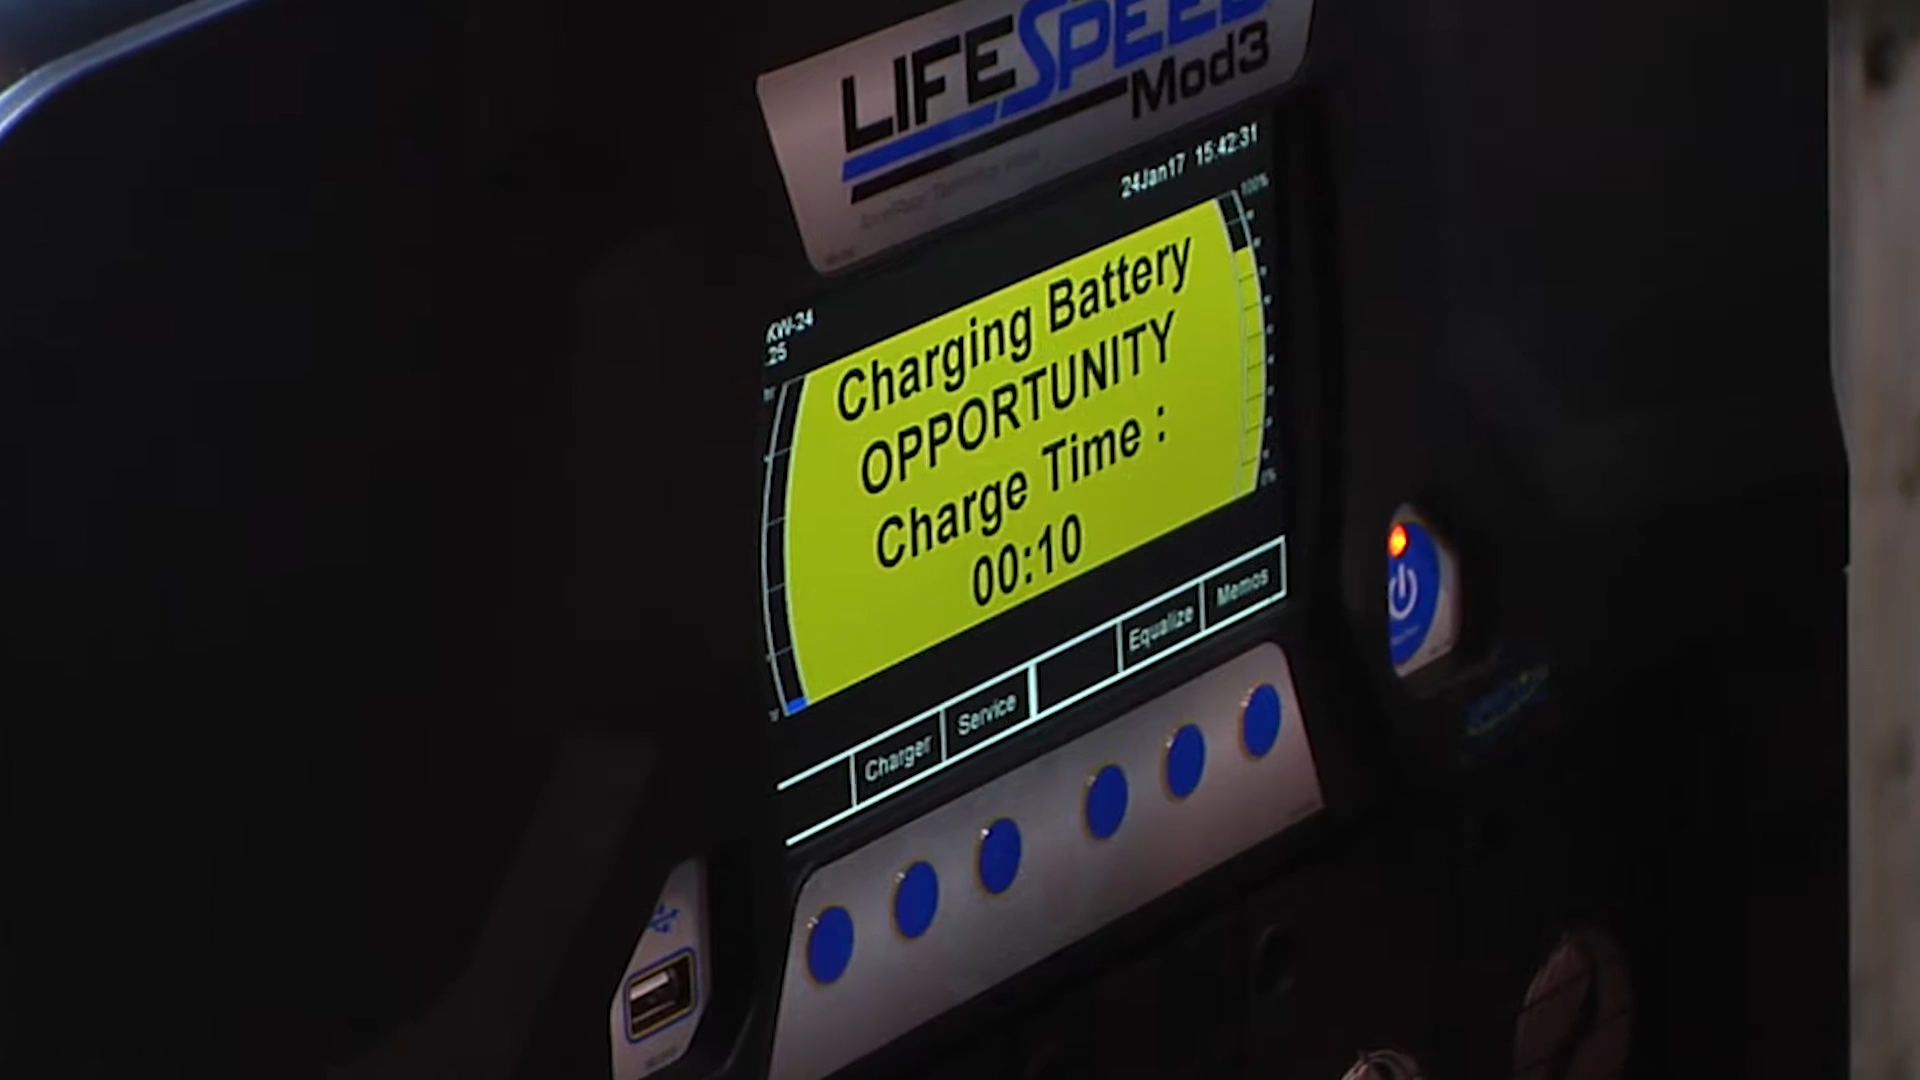 LIFESPEED
Mod3
24Jan17 15:42:31
100%
KW-24
25
Charging Battery
OPPORTUNITY
Charge Time :
00:10
0%
Charger
Service
Equalize
Memos